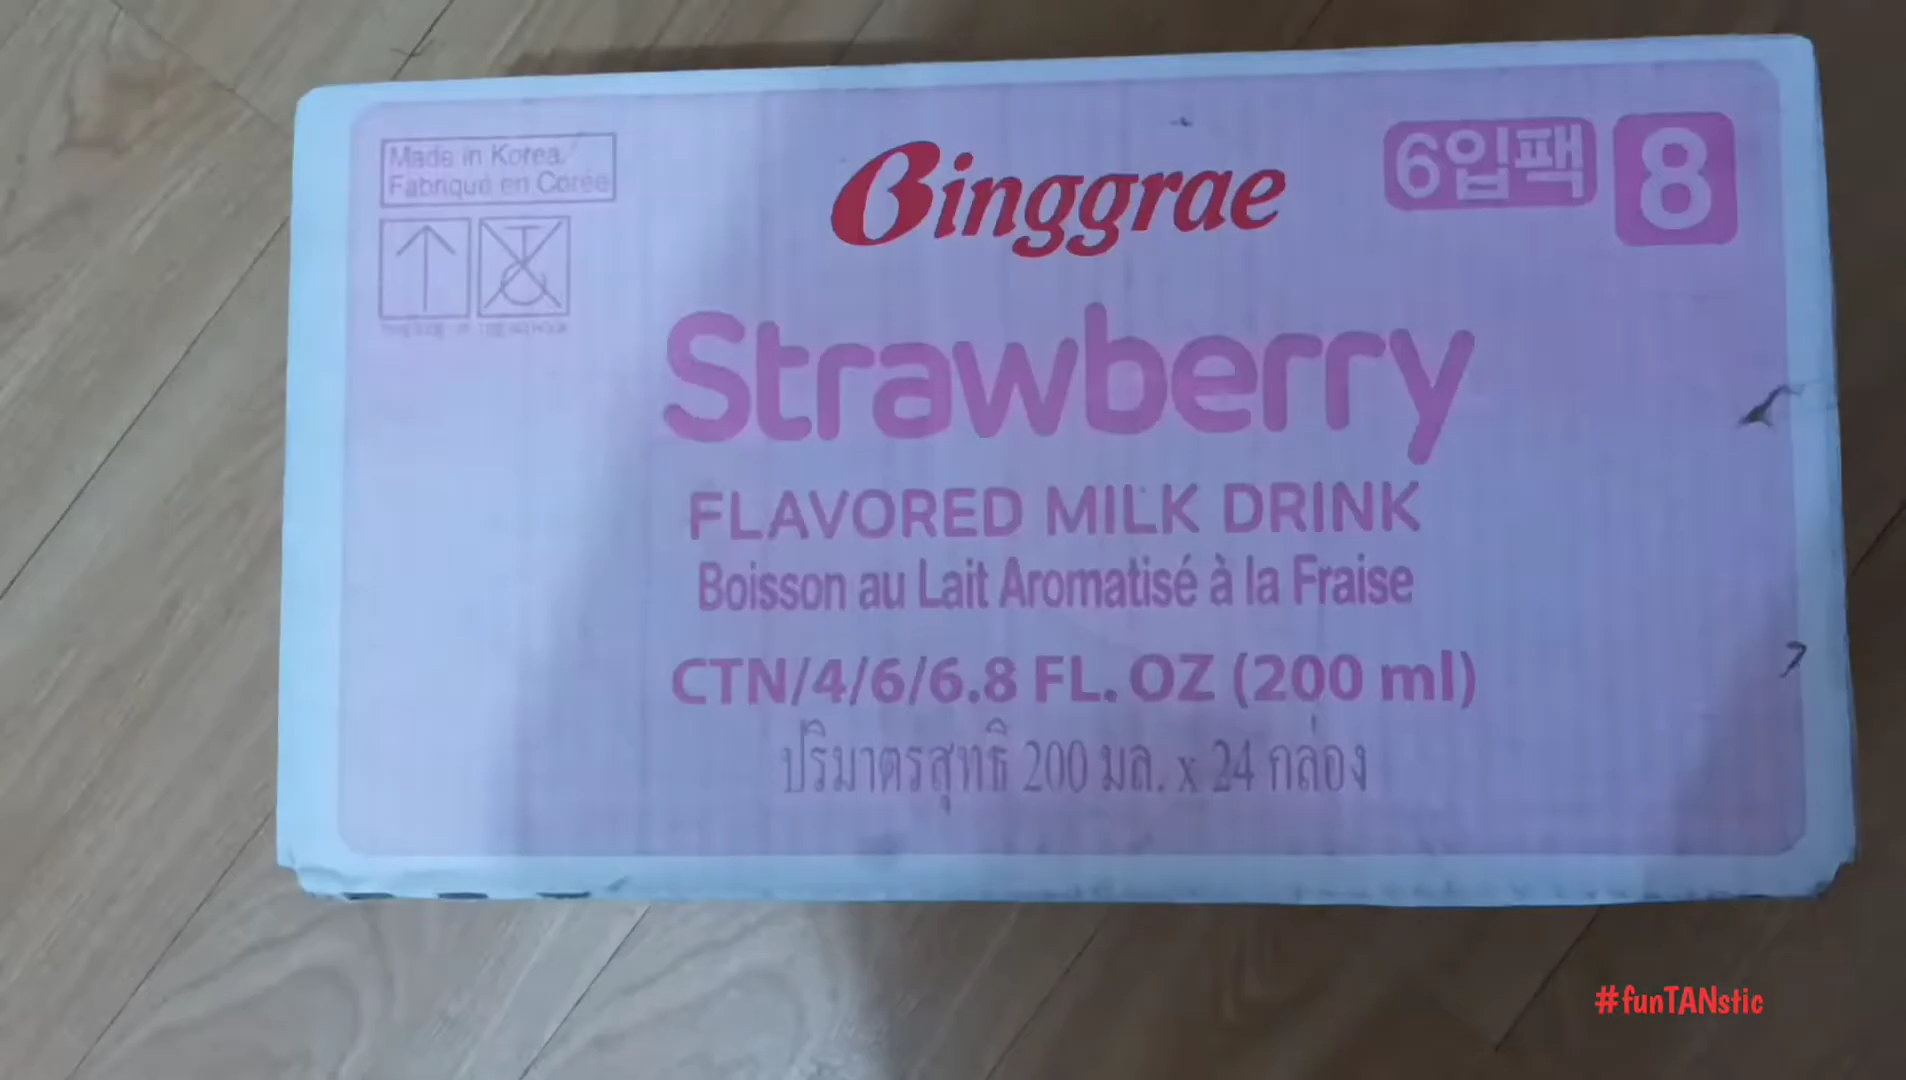 Made in Korea/
Fabriqué en Corée
Binggrae
6입팩 8
Strawberry
FLAVORED MILK DRINK
Boisson au Lait Aromatisé à la Fraise
CTN/4/6/6.8 FL. OZ (200 ml)
ปริมาตรสุทธิ 200 มล. x 24 กล่อง
#funTANstic